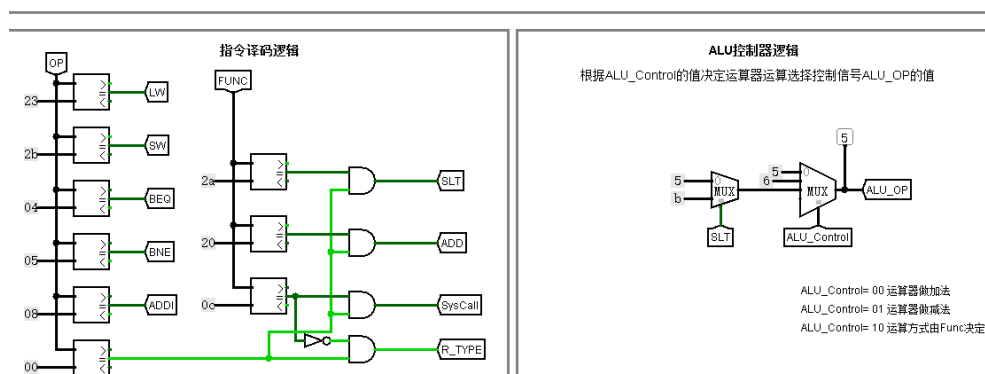 指令译码逻辑
OP
FUNC
23
LW
2b
SW
2a
SLT
04
BEQ
20
ADD
05
BNE
0c
SysCall
08
ADDI
R_TYPE
00
ALU控制器逻辑
根据ALU_Control的值决定运算器运算选择控制信号ALU_OP的值
5
5
0
5
0
6
MUX
MUX
b
ALU_OP
SLT
ALU_Control
ALU_Control= 00 运算器做加法
ALU_Control= 01 运算器做减法
ALU_Control= 10 运算方式由Func决定